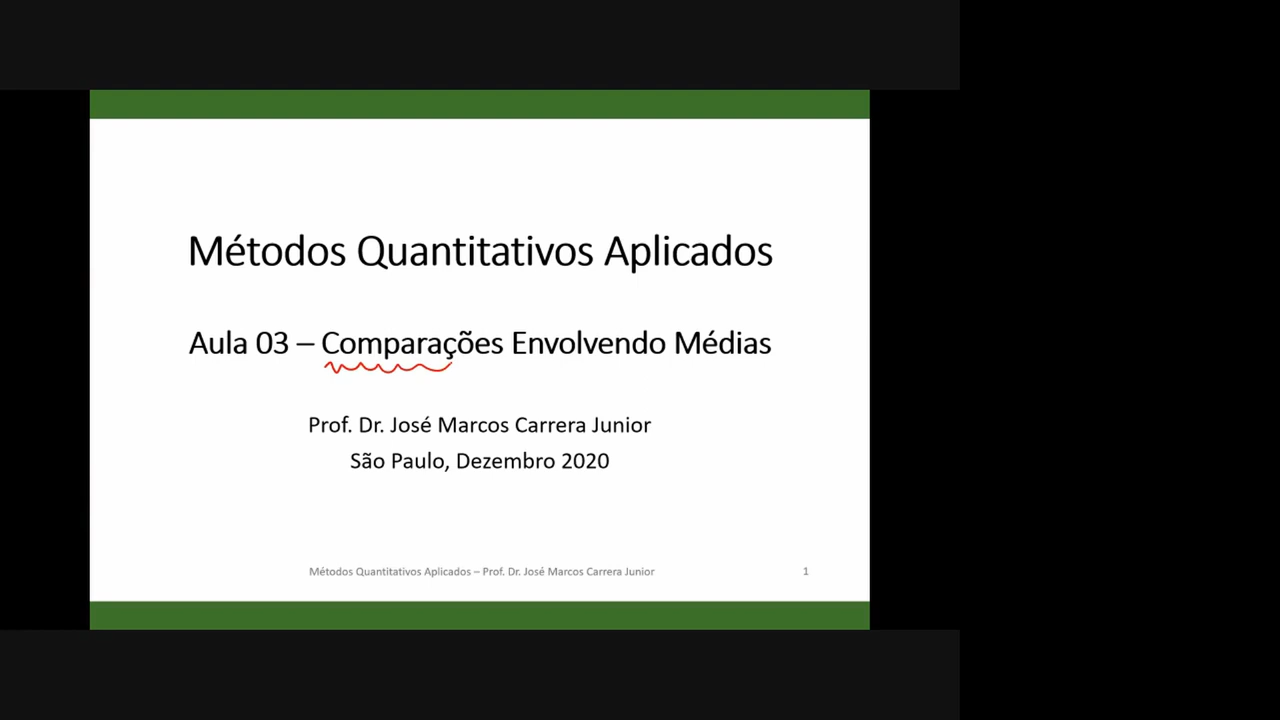 Métodos Quantitativos Aplicados
Aula 03 – Comparações Envolvendo Médias
Prof. Dr. José Marcos Carrera Junior
São Paulo, Dezembro 2020
Métodos Quantitativos Aplicados – Prof. Dr. José Marcos Carrera Junior
1